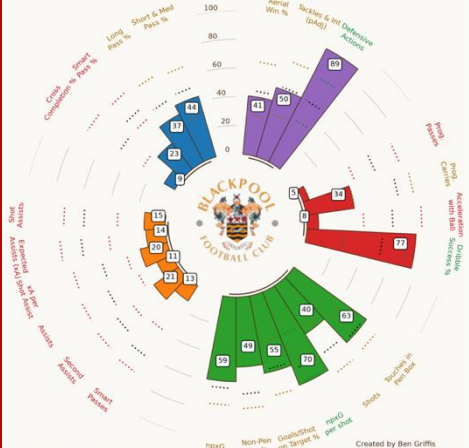 100
80
60
40
20
0
Short & Med
Pass %
Long
Pass %
Smart
Pass %
Cross
Completion %
Aerial
Win %
Tackles & Int
(pAdj)
Defensive
Actions
Prog.
Passes
Prog.
Carries
Acceleration
with Ball
Dribble
Success %
Touches in
Pen Box
Shots
npxG
per shot
Goals/Shot
on Target %
Non-Pen
npxG
Smart
Passes
Second
Assists
Assists
xA per
Shot Assist
Expected
Assists (xA)
Shot
Assists
44
37
23
9
41
50
89
5
34
8
77
63
40
70
55
49
59
13
21
11
20
14
15
BLACKPOOL
FOOTBALL CLUB
Created by Ben Griffis